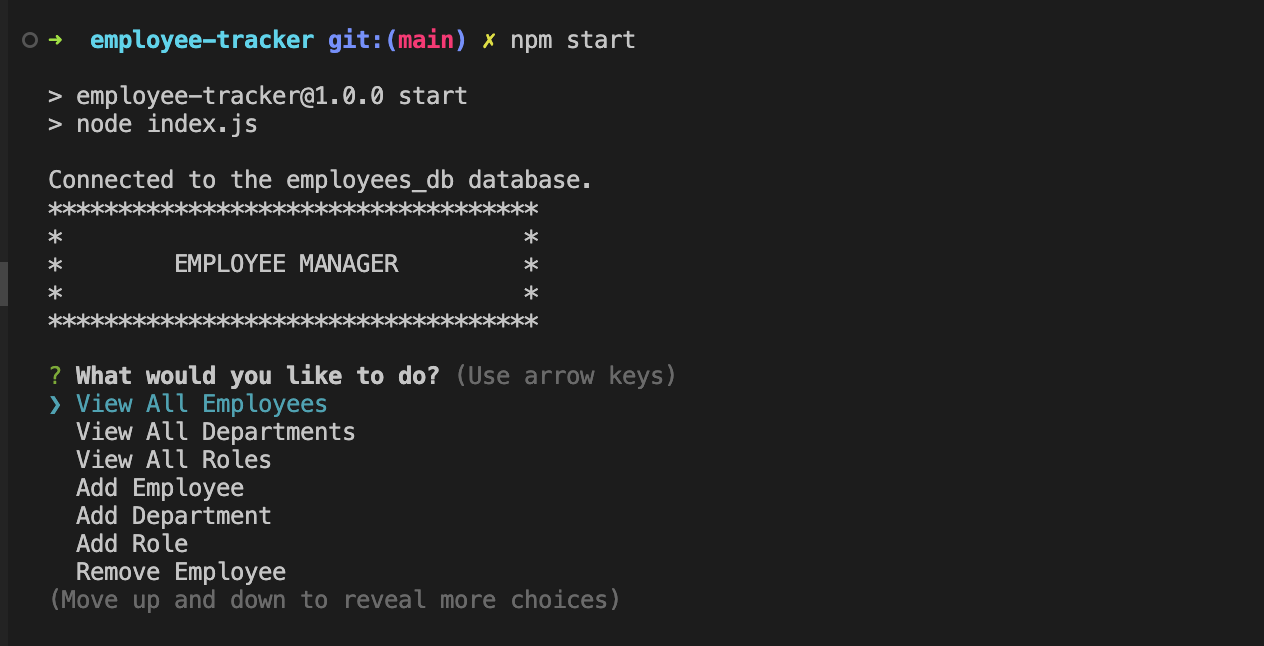 ➜ employee-tracker git:(main) ✗ npm start
> employee-tracker@1.0.0 start
> node index.js
Connected to the employees_db database.
***********************************
*                                 *
*        EMPLOYEE MANAGER         *
*                                 *
***********************************
? What would you like to do? (Use arrow keys)
❯ View All Employees
View All Departments
View All Roles
Add Employee
Add Department
Add Role
Remove Employee
(Move up and down to reveal more choices)